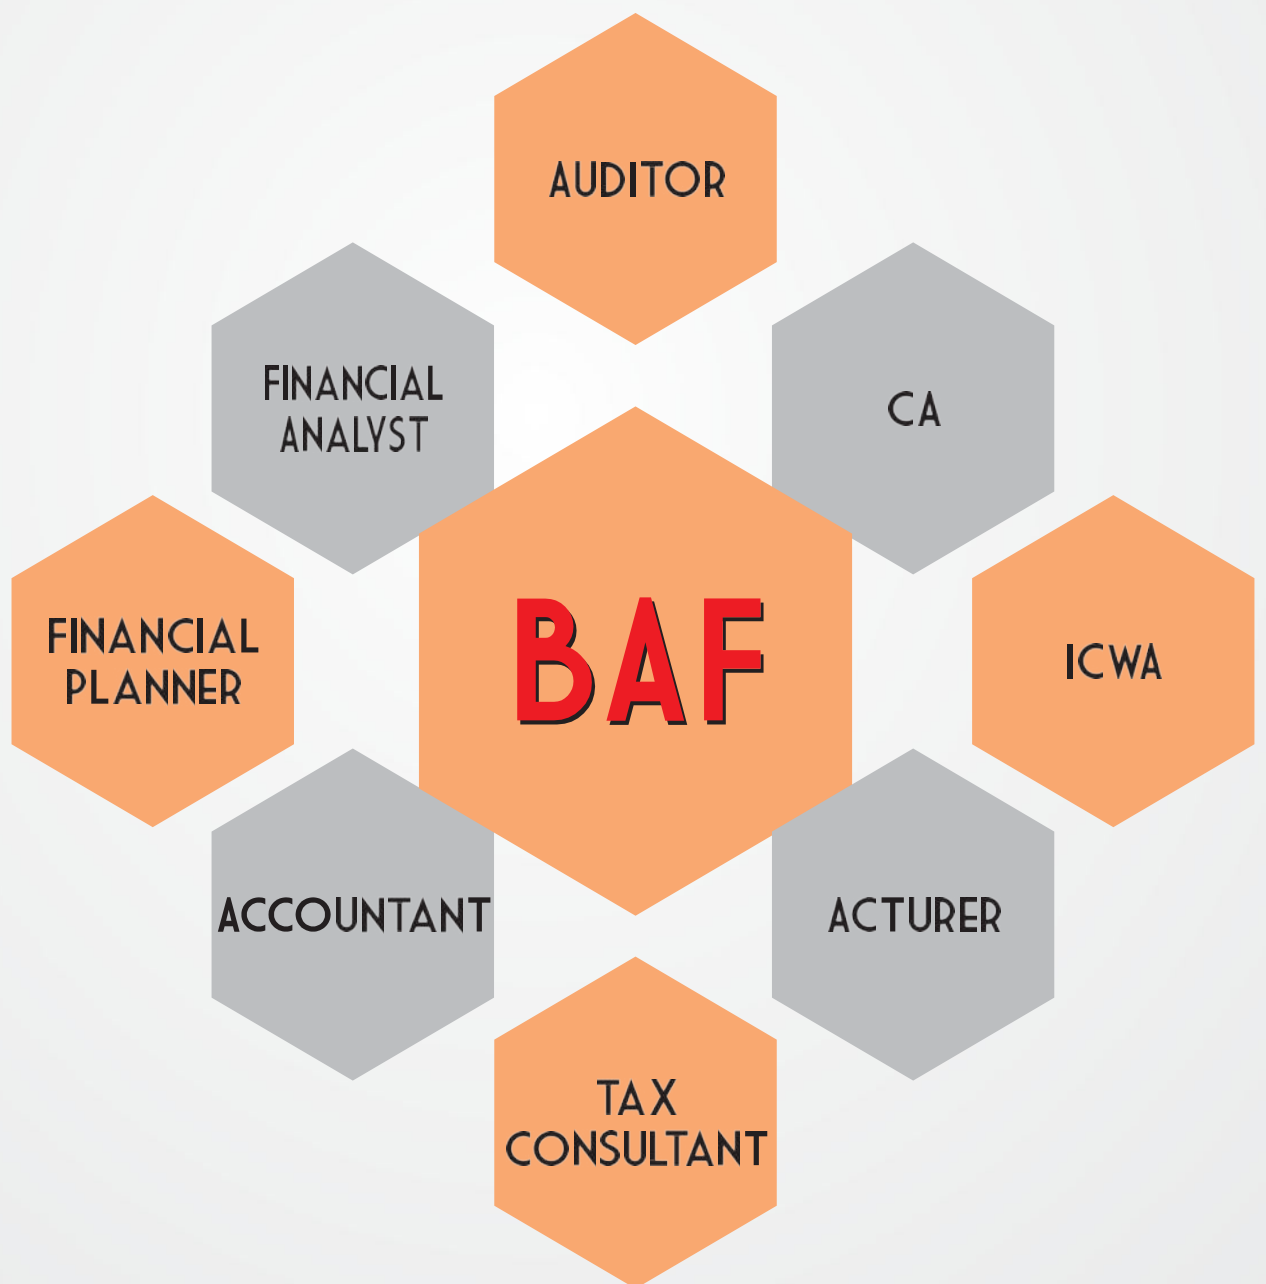 AUDITOR
FINANCIAL
ANALYST
CA
FINANCIAL
PLANNER
BAF
ICWA
ACCOUNTANT
ACTURER
TAX
CONSULTANT